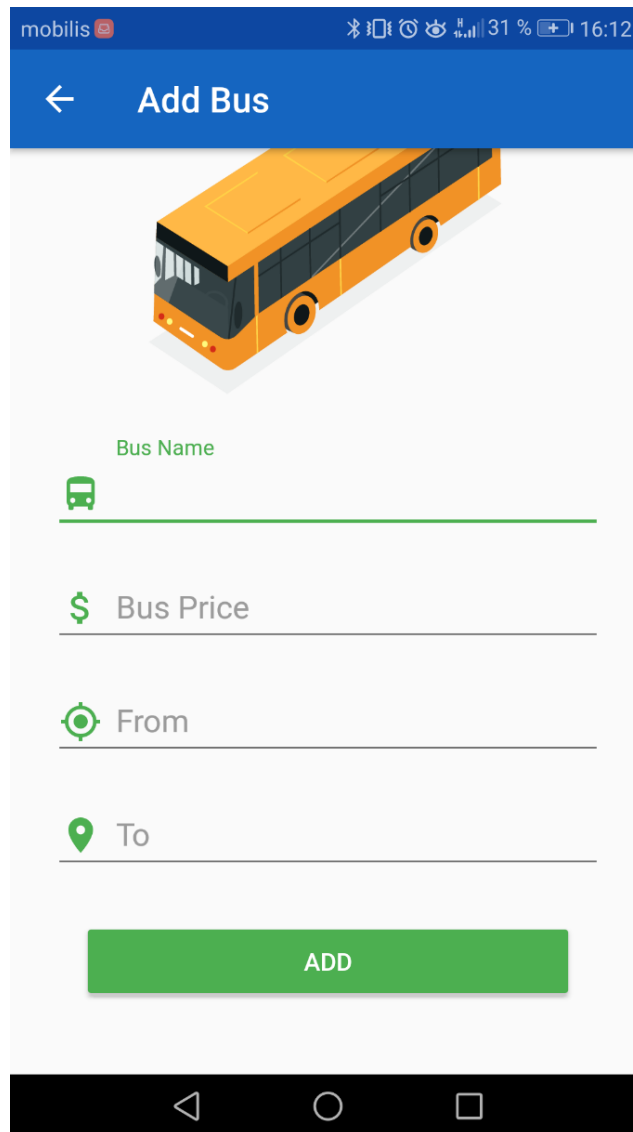 mobilis 31 % 16:12
Add Bus
Bus Name
$ Bus Price
From
To
ADD